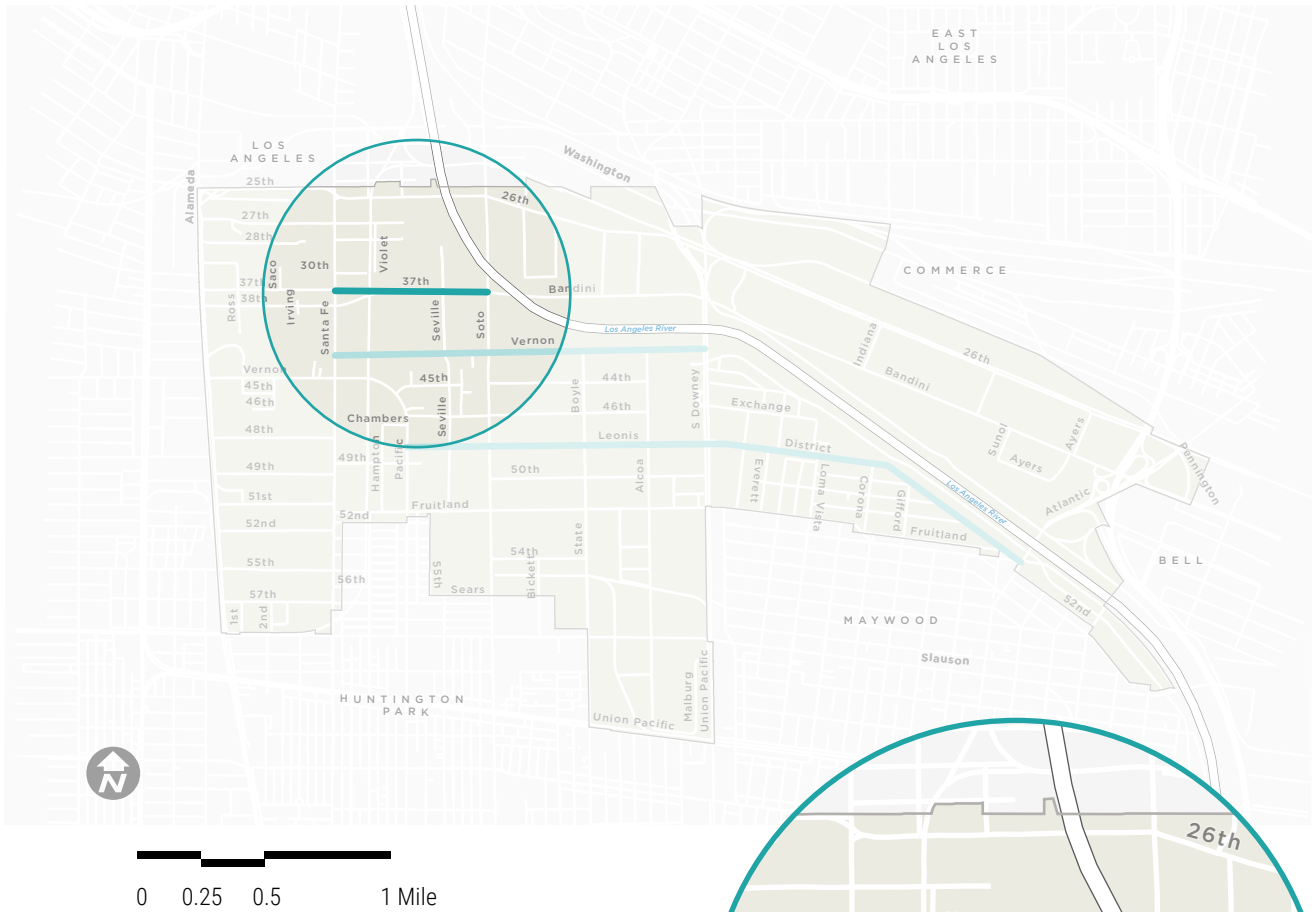 EAST
LOS
ANGELES
LOS
ANGELES
Washington
Alameda
25th
26th
27th
28th
Violet
30th
Saco
COMMERCE
37th
37th
38th
Bandini
Ross
Irving
Santa Fe
Seville
Soto
Los Angeles River
Vernon
Indiana
26th
Vernon
45th
44th
Bandini
45th
46th
Boyle
46th
S Downey
Exchange
Chambers
Seville
48th
Leonis
District
Sunol
Ayers
Ayers
49th
Hampton
Pacific
49th
50th
Alcoa
Everett
Loma Vista
Corona
Gifford
Los Angeles River
Pennington
Atlantic
51st
Fruitland
52nd
52nd
State
Fruitland
54th
Bickett
55th
55th
56th
BELL
57th
Sears
52nd
1st
2nd
MAYWOOD
Slauson
Malburg
Union Pacific
HUNTINGTON
PARK
Union Pacific
N
26th
0 0.25 0.5 1 Mile